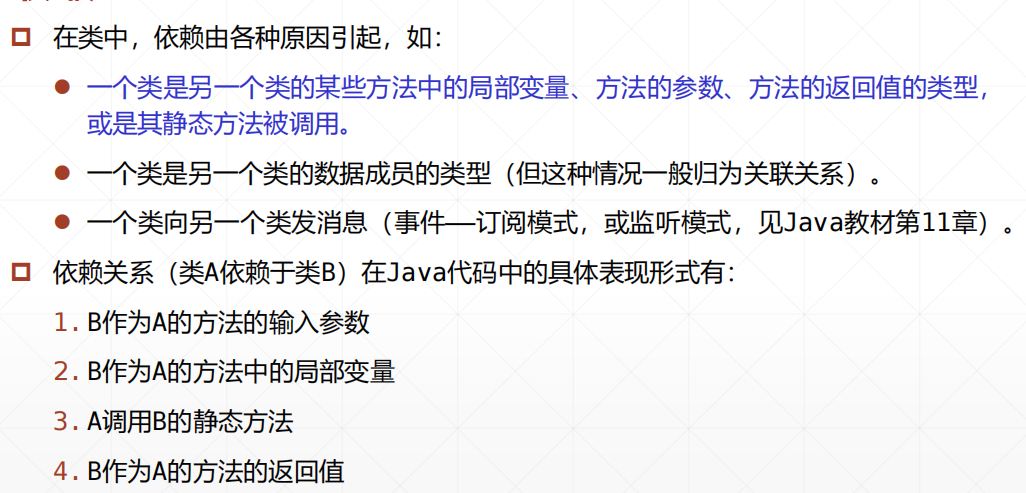 在类中，依赖由各种原因引起，如：
一个类是另一个类的某些方法中的局部变量、方法的参数、方法的返回值的类型，
或是其静态方法被调用。
一个类是另一个类的数据成员的类型（但这种情况一般归为关联关系）。
一个类向另一个类发消息（事件——订阅模式，或监听模式，见Java教材第11章）。
依赖关系（类A依赖于类B）在Java代码中的具体表现形式有：
1.B作为A的方法的输入参数
2.B作为A的方法中的局部变量
3.A调用B的静态方法
4.B作为A的方法的返回值